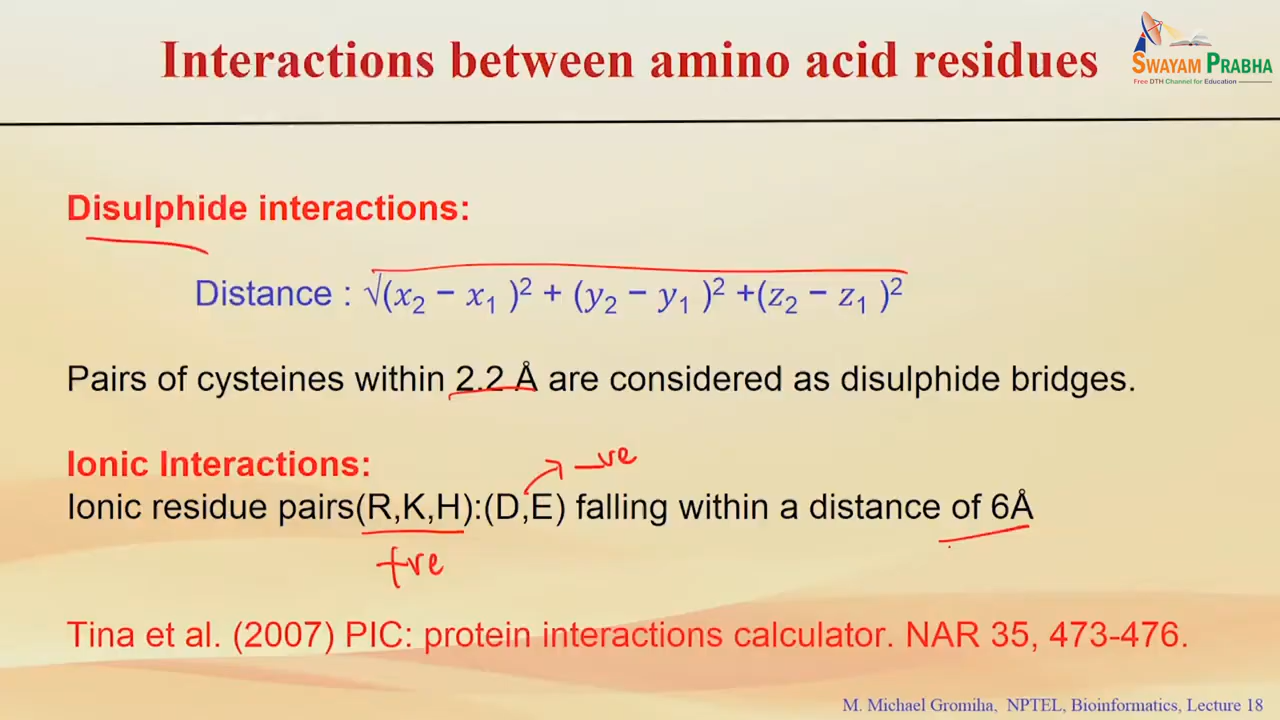 Interactions between amino acid residues
SWAYAM PRABHA
Free DTH Channel for Education
Disulphide interactions:
Distance : √(x₂ − x₁ )² + (y₂ − y₁ )² +(z₂ − z₁ )²
Pairs of cysteines within 2.2 Å are considered as disulphide bridges.
Ionic Interactions:
−ve
Ionic residue pairs(R,K,H):(D,E) falling within a distance of 6Å
+ve
Tina et al. (2007) PIC: protein interactions calculator. NAR 35, 473-476.
M. Michael Gromiha, NPTEL, Bioinformatics, Lecture 18